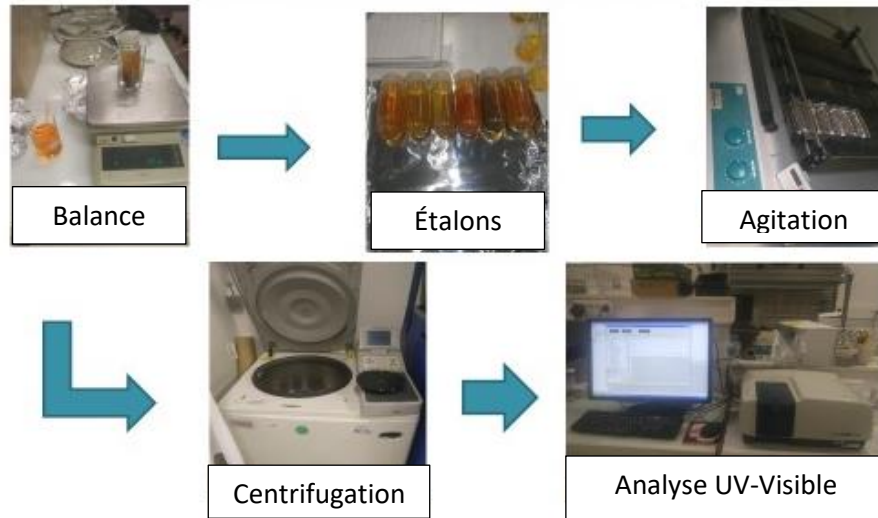 Balance
Étalons
Agitation
Centrifugation
Analyse UV-Visible